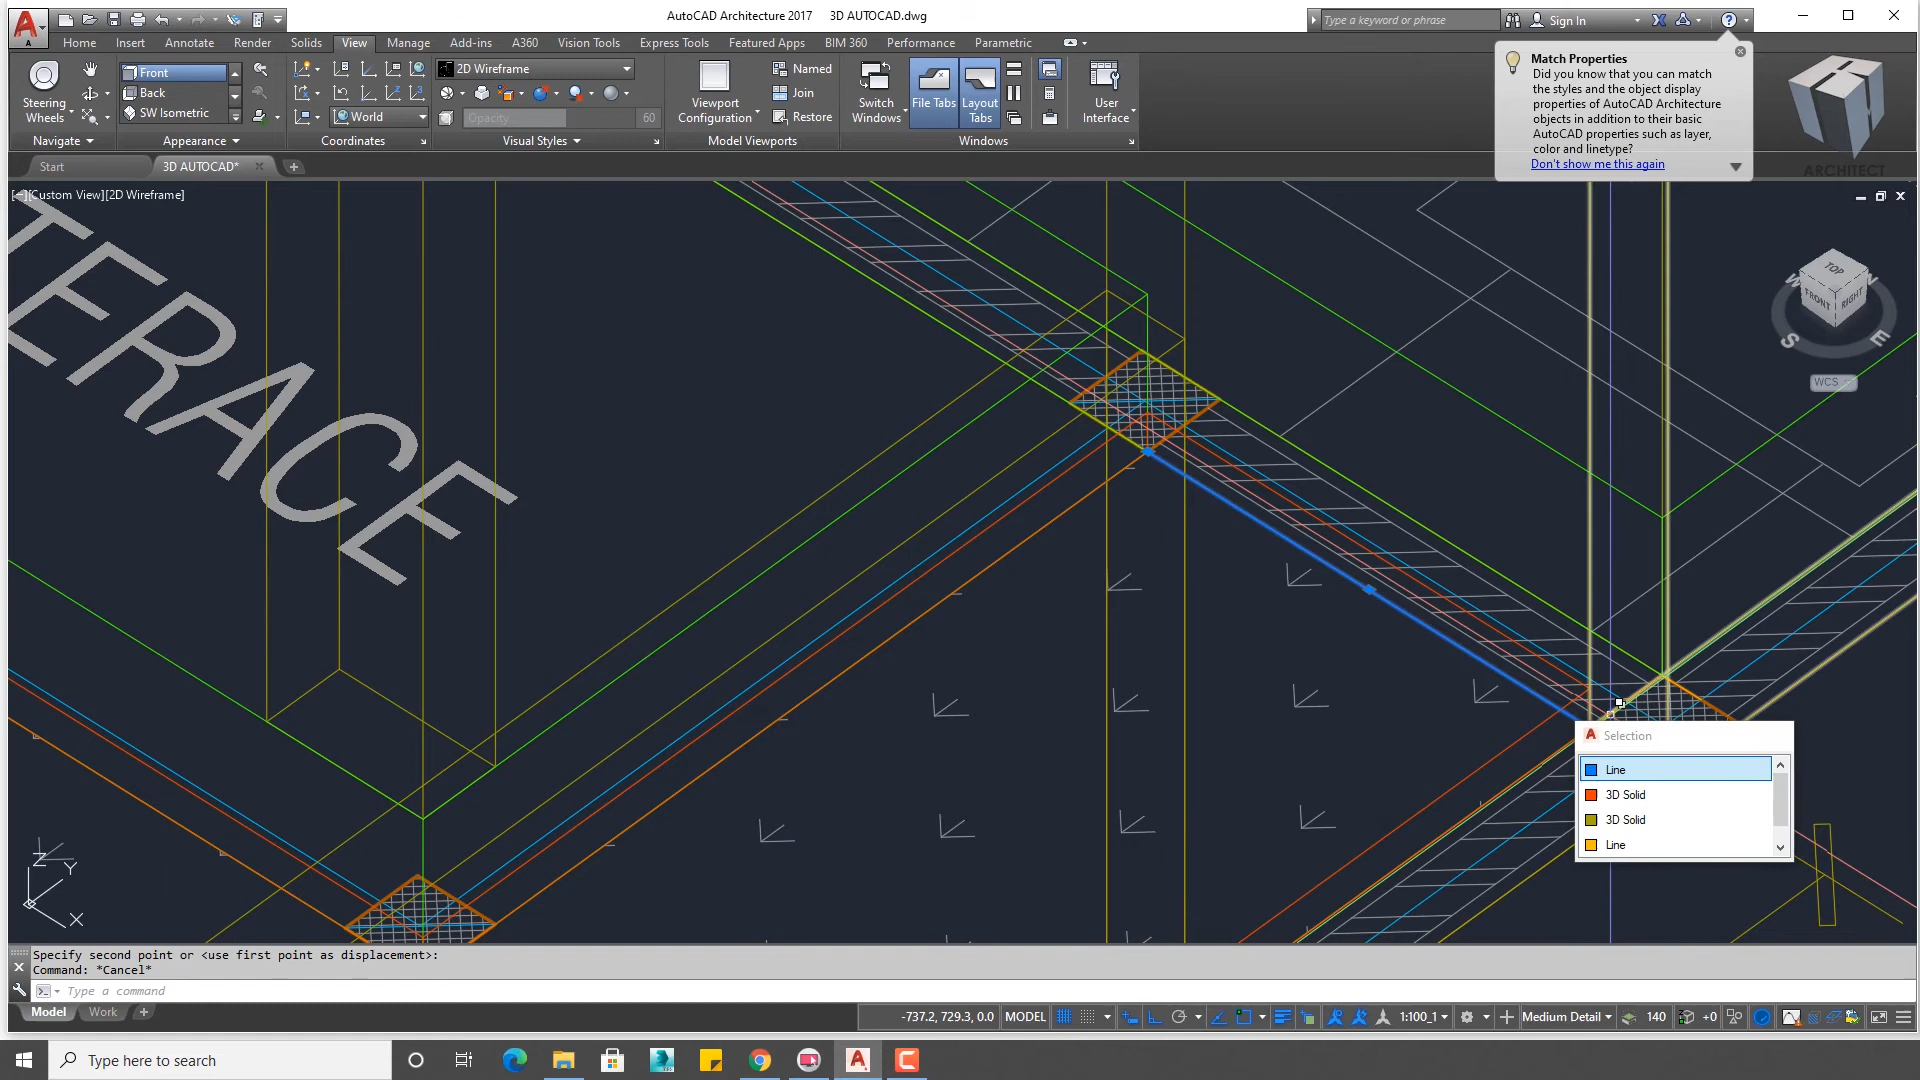 AutoCAD Architecture 2017 3D AUTOCAD.dwg
Type a keyword or phrase
Sign In
Home Insert Annotate Render Solids View Manage Add-ins A360 Vision Tools Express Tools Featured Apps BIM 360 Performance Parametric
Steering Wheels
Front
Back
SW Isometric
World
2D Wireframe
Opacity 60
Viewport Configuration
Named
Join
Restore
Switch Windows
File Tabs
Layout Tabs
User Interface
Navigate Appearance Coordinates Visual Styles Model Viewports Windows
Match Properties
Did you know that you can match
the styles and the object display
properties of AutoCAD Architecture
objects in addition to their basic
AutoCAD properties such as layer,
color and linetype?
Don't show me this again
ARCHITECT
Start 3D AUTOCAD*
[−][Custom View][2D Wireframe]
TERACE
TOP
FRONT
RIGHT
W N
S E
WCS
Selection
Line
3D Solid
3D Solid
Line
Z
Y
X
Specify second point or <use first point as displacement>:
Command: *Cancel*
Type a command
Model Work
-737.2, 729.3, 0.0 MODEL 1:100_1 Medium Detail 140 +0
Type here to search